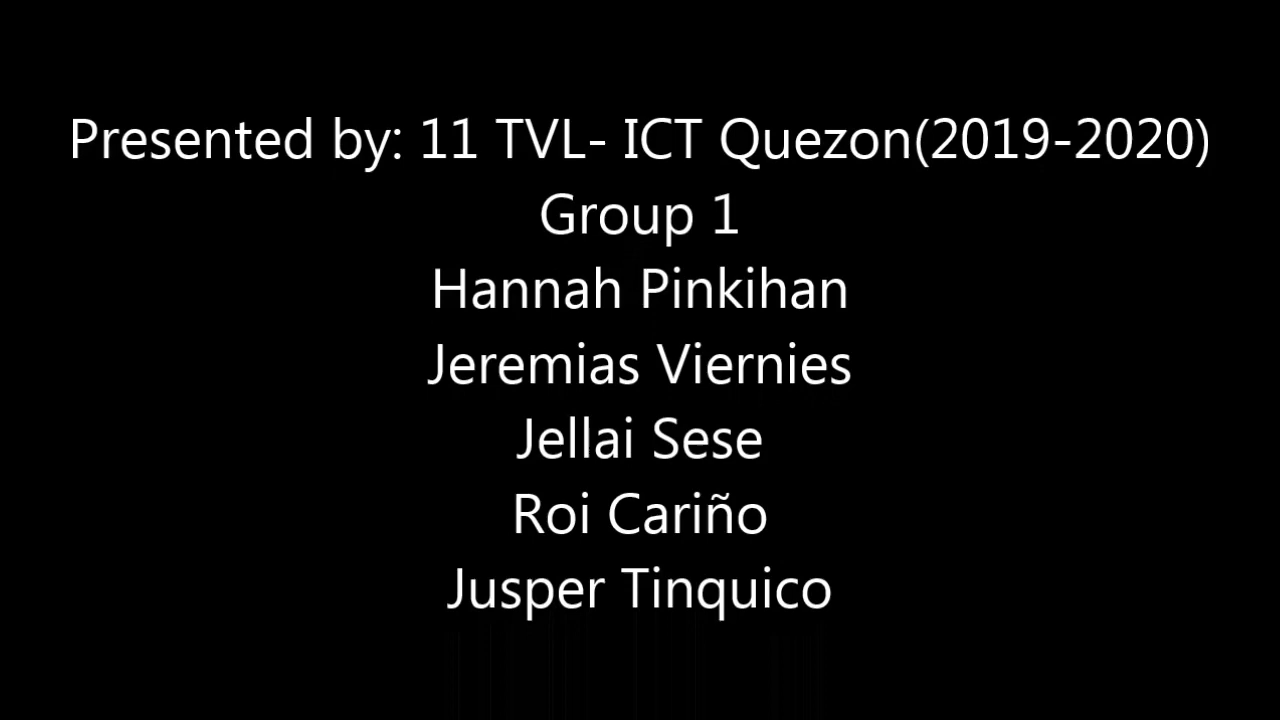 Presented by: 11 TVL- ICT Quezon(2019-2020)
Group 1
Hannah Pinkihan
Jeremias Viernies
Jellai Sese
Roi Cariño
Jusper Tinquico